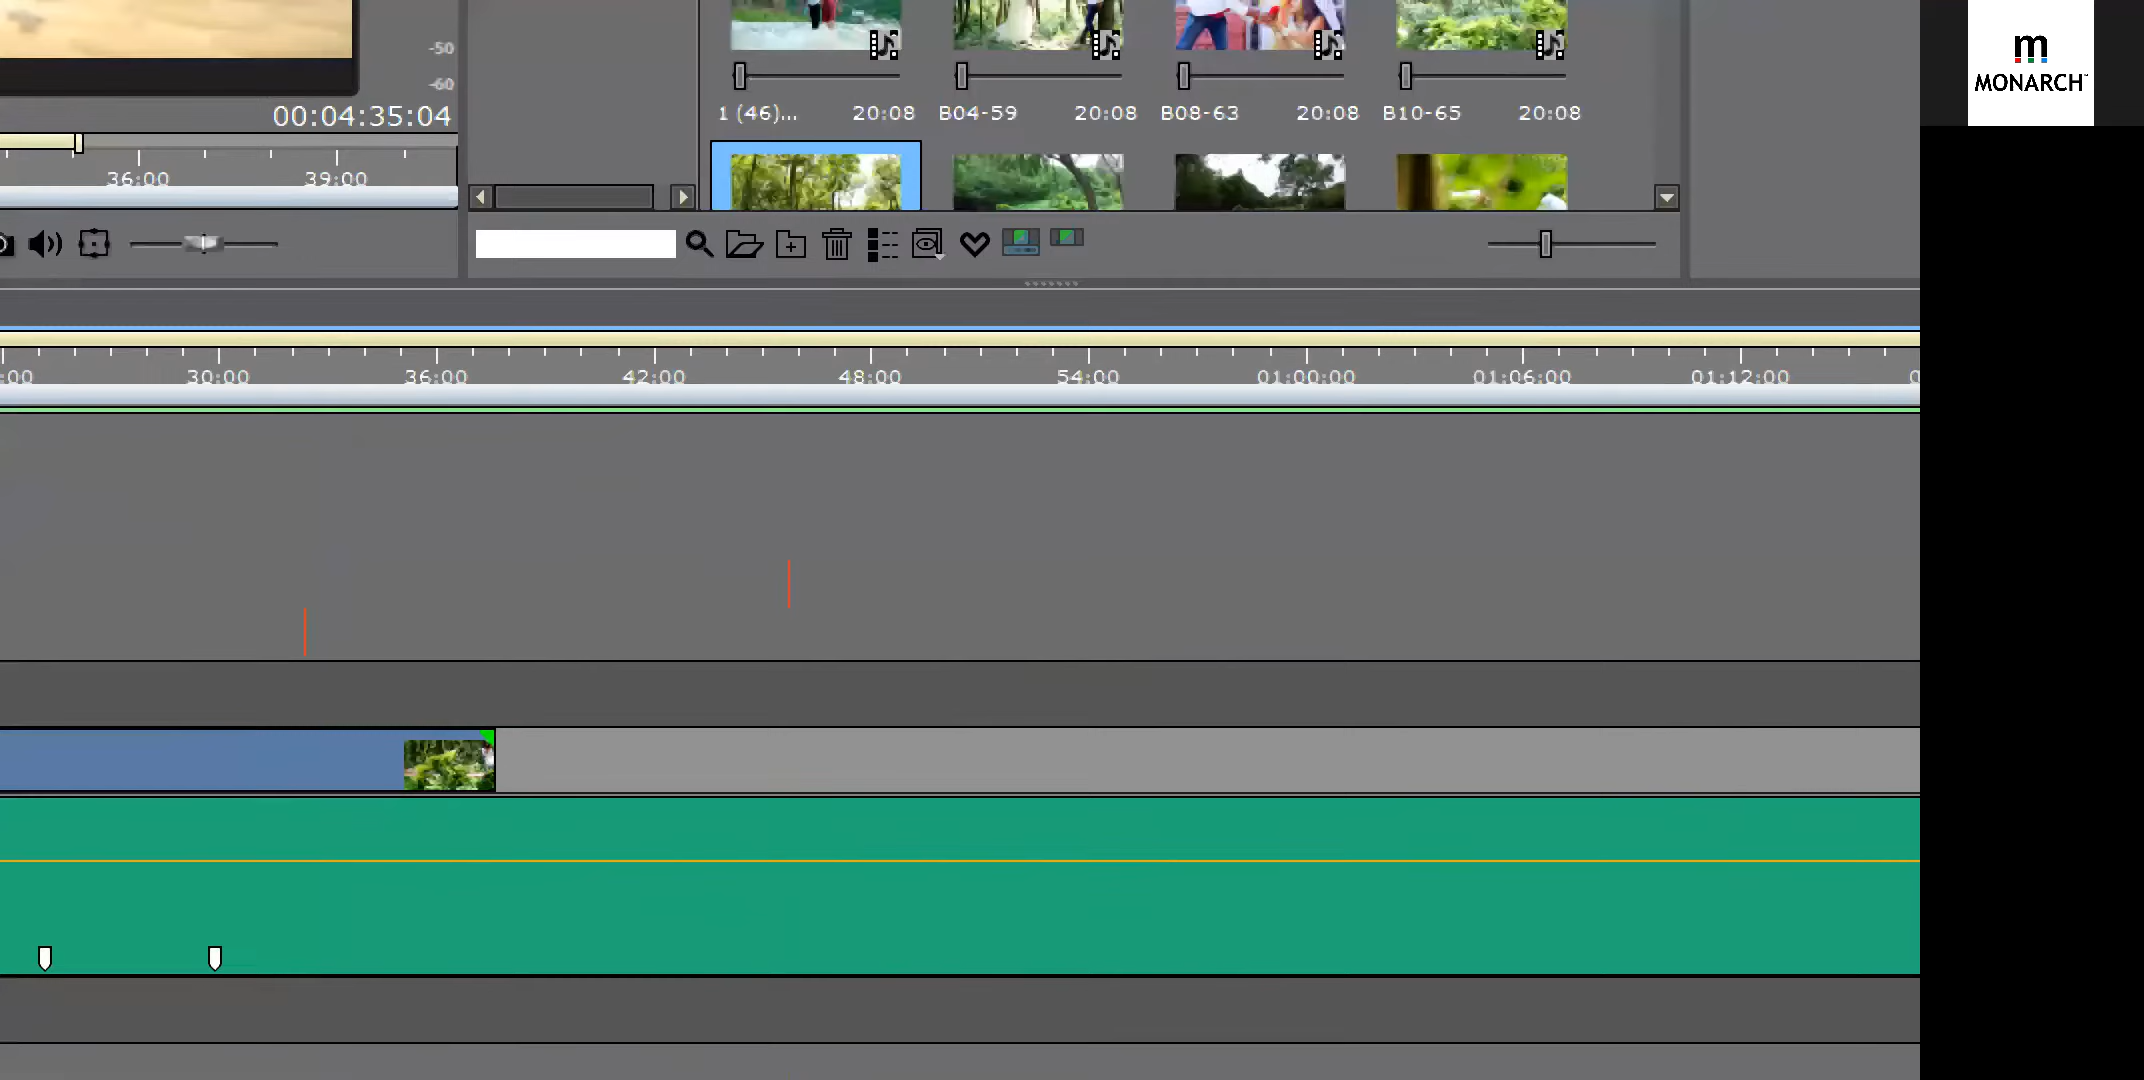 -50
-60
00:04:35:04
36:00 39:00
1 (46)... 20:08 B04-59 20:08 B08-63 20:08 B10-65 20:08
:00 30:00 36:00 42:00 48:00 54:00 01:00:00 01:06:00 01:12:00 0
m
MONARCH